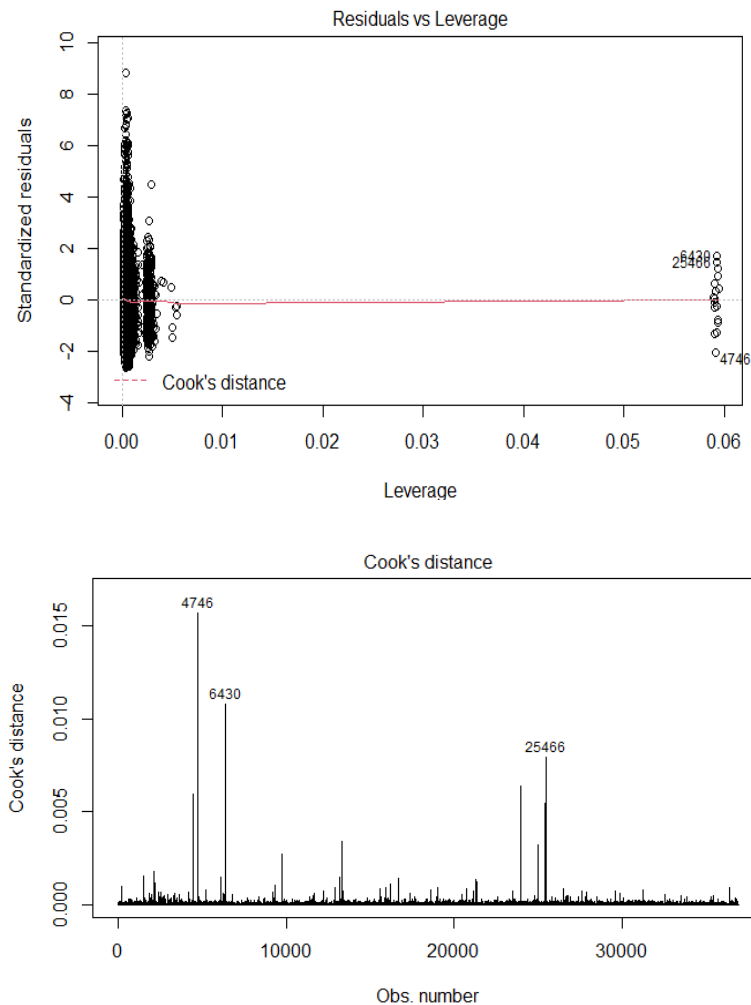 Residuals vs Leverage
10
8
6
4
2
0
-2
-4
Standardized residuals
6430
25466
4746
Cook's distance
0.00 0.01 0.02 0.03 0.04 0.05 0.06
Leverage
Cook's distance
0.015
0.010
0.005
0.000
Cook's distance
4746
6430
25466
0 10000 20000 30000
Obs. number